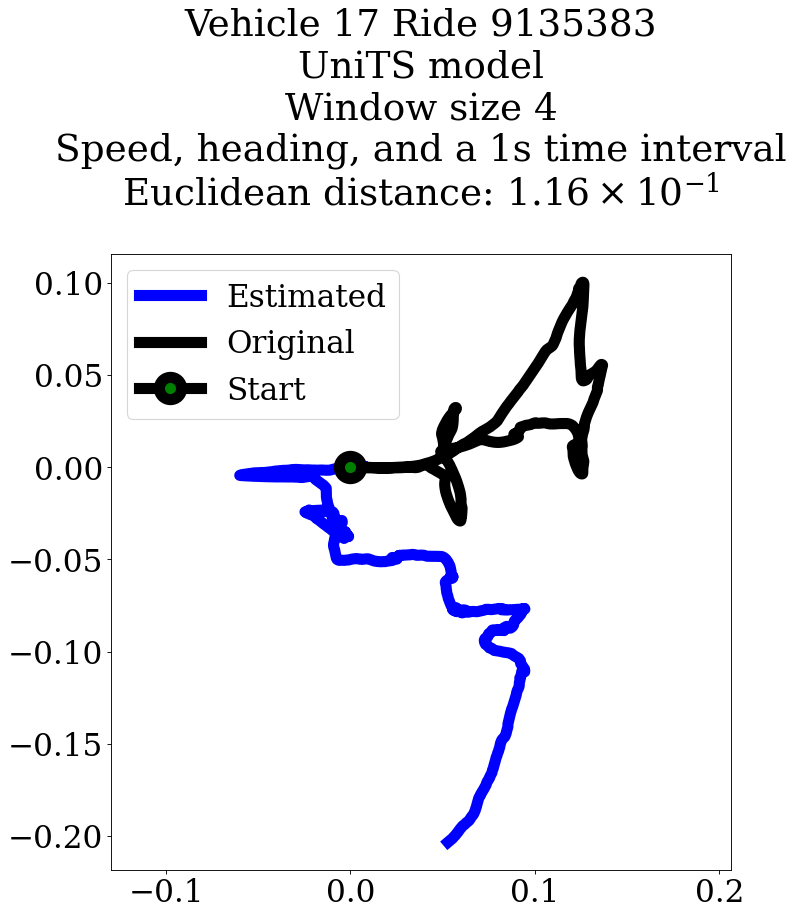 Vehicle 17 Ride 9135383
UniTS model
Window size 4
Speed, heading, and a 1s time interval
Euclidean distance: 1.16 × 10⁻¹
Estimated
Original
Start
0.10
0.05
0.00
−0.05
−0.10
−0.15
−0.20
−0.1 0.0 0.1 0.2